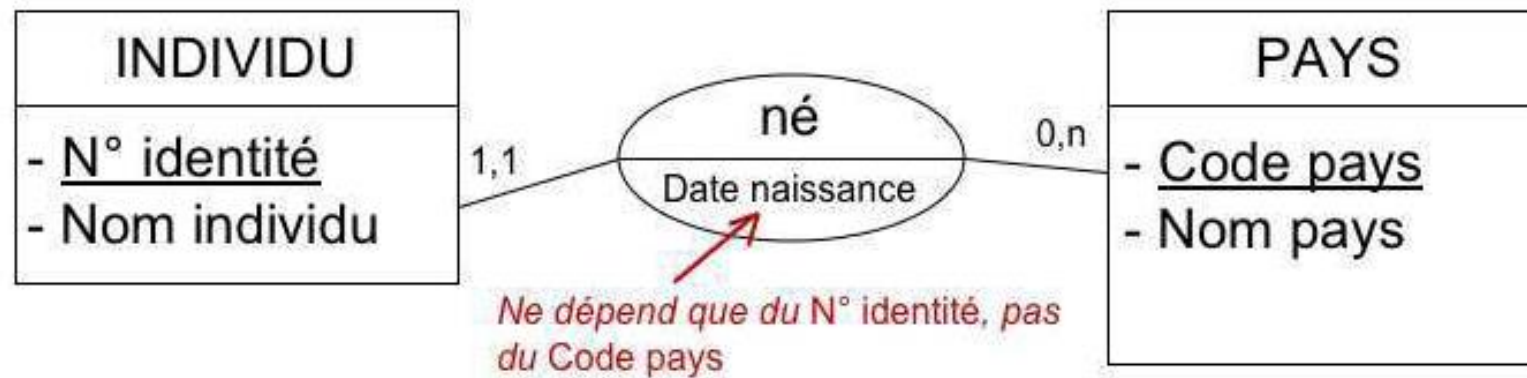 INDIVIDU
- N° identité
- Nom individu
1,1
né
Date naissance
0,n
PAYS
- Code pays
- Nom pays
Ne dépend que du N° identité, pas
du Code pays